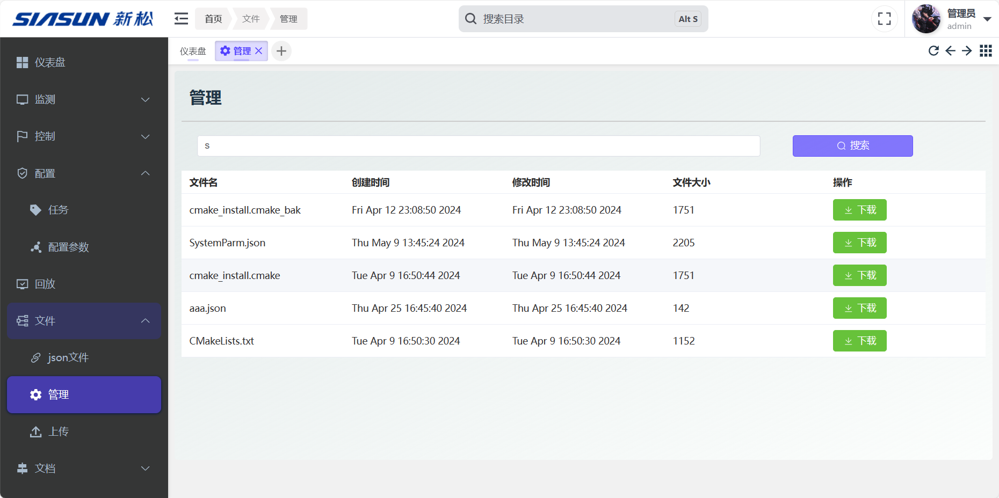 SIASUN 新松
首页 文件 管理
搜索目录 Alt S
管理员
admin
仪表盘 管理
仪表盘
监测
控制
配置
任务
配置参数
回放
文件
json文件
管理
上传
文档
管理
s
搜索
文件名 创建时间 修改时间 文件大小 操作
cmake_install.cmake_bak Fri Apr 12 23:08:50 2024 Fri Apr 12 23:08:50 2024 1751 下载
SystemParm.json Thu May 9 13:45:24 2024 Thu May 9 13:45:24 2024 2205 下载
cmake_install.cmake Tue Apr 9 16:50:44 2024 Tue Apr 9 16:50:44 2024 1751 下载
aaa.json Thu Apr 25 16:45:40 2024 Thu Apr 25 16:45:40 2024 142 下载
CMakeLists.txt Tue Apr 9 16:50:30 2024 Tue Apr 9 16:50:30 2024 1152 下载